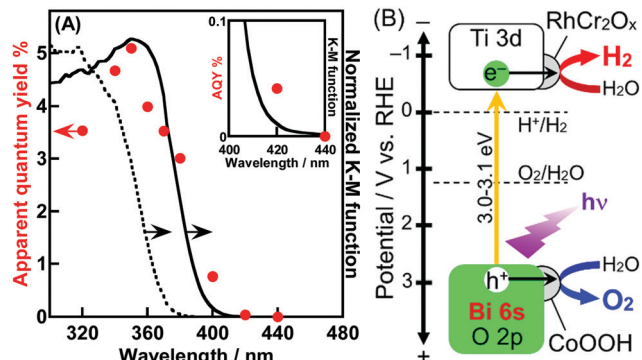 (A)
Apparent quantum yield %
5
4
3
2
1
0
320
360
400
440
480
Wavelength / nm
Normalized K-M function
0.1
0
AQY %
K-M function
400
420
440
Wavelength / nm
(B)
Potential / V vs. RHE
−
−1
0
1
2
3
+
Ti 3d
e⁻
RhCr2Ox
H2
H2O
H⁺/H2
O2/H2O
3.0-3.1 eV
hν
h⁺
Bi 6s
O 2p
H2O
O2
CoOOH